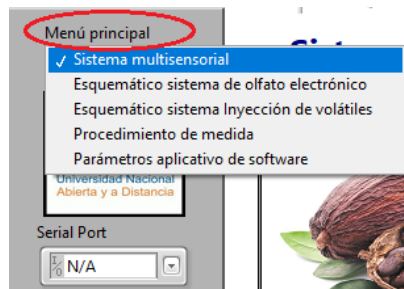 Menú principal
✓ Sistema multisensorial
Esquemático sistema de olfato electrónico
Esquemático sistema Inyección de volátiles
Procedimiento de medida
Parámetros aplicativo de software
Universidad Nacional
Abierta y a Distancia
Serial Port
N/A